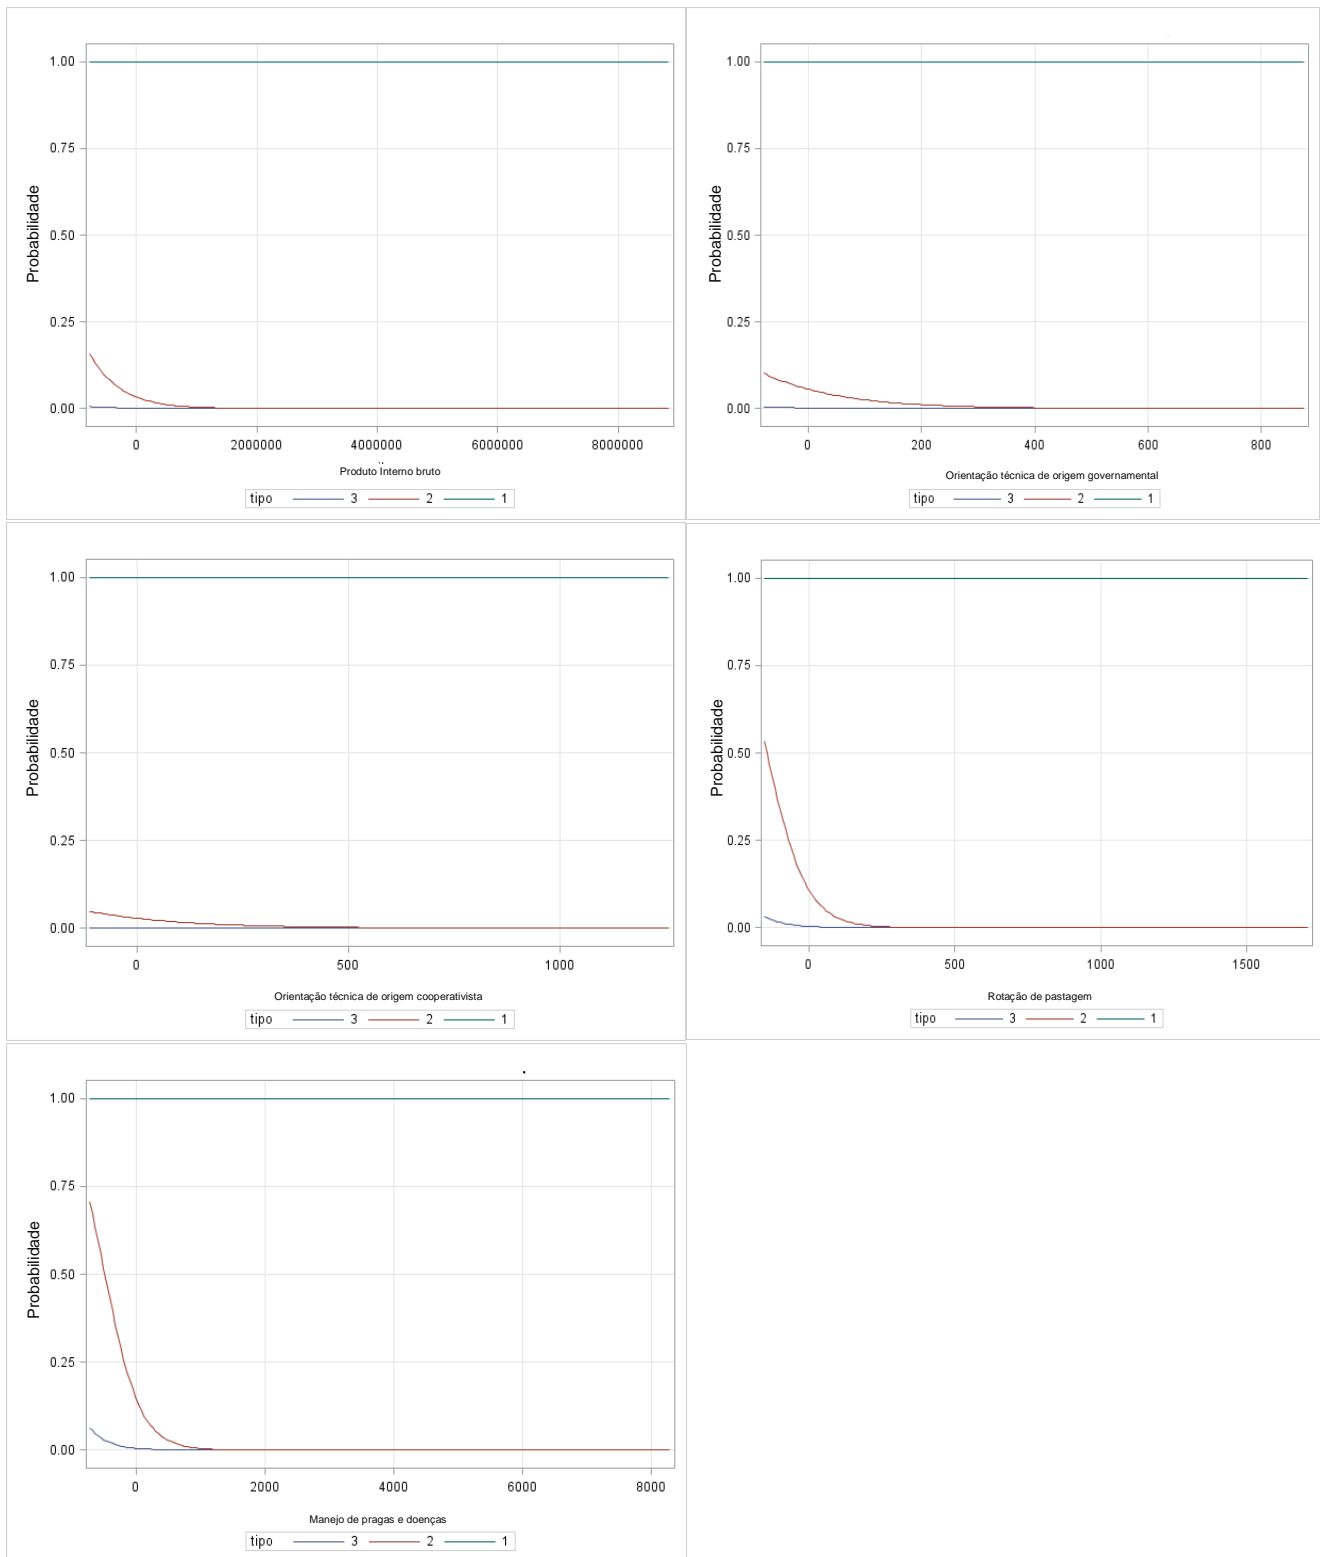 1.00
0.75
0.50
0.25
0.00
Probabilidade
0 2000000 4000000 6000000 8000000
Produto Interno bruto
tipo 3 2 1
1.00
0.75
0.50
0.25
0.00
Probabilidade
0 200 400 600 800
Orientação técnica de origem governamental
tipo 3 2 1
1.00
0.75
0.50
0.25
0.00
Probabilidade
0 500 1000
Orientação técnica de origem cooperativista
tipo 3 2 1
1.00
0.75
0.50
0.25
0.00
Probabilidade
0 500 1000 1500
Rotação de pastagem
tipo 3 2 1
1.00
0.75
0.50
0.25
0.00
Probabilidade
0 2000 4000 6000 8000
Manejo de pragas e doenças
tipo 3 2 1